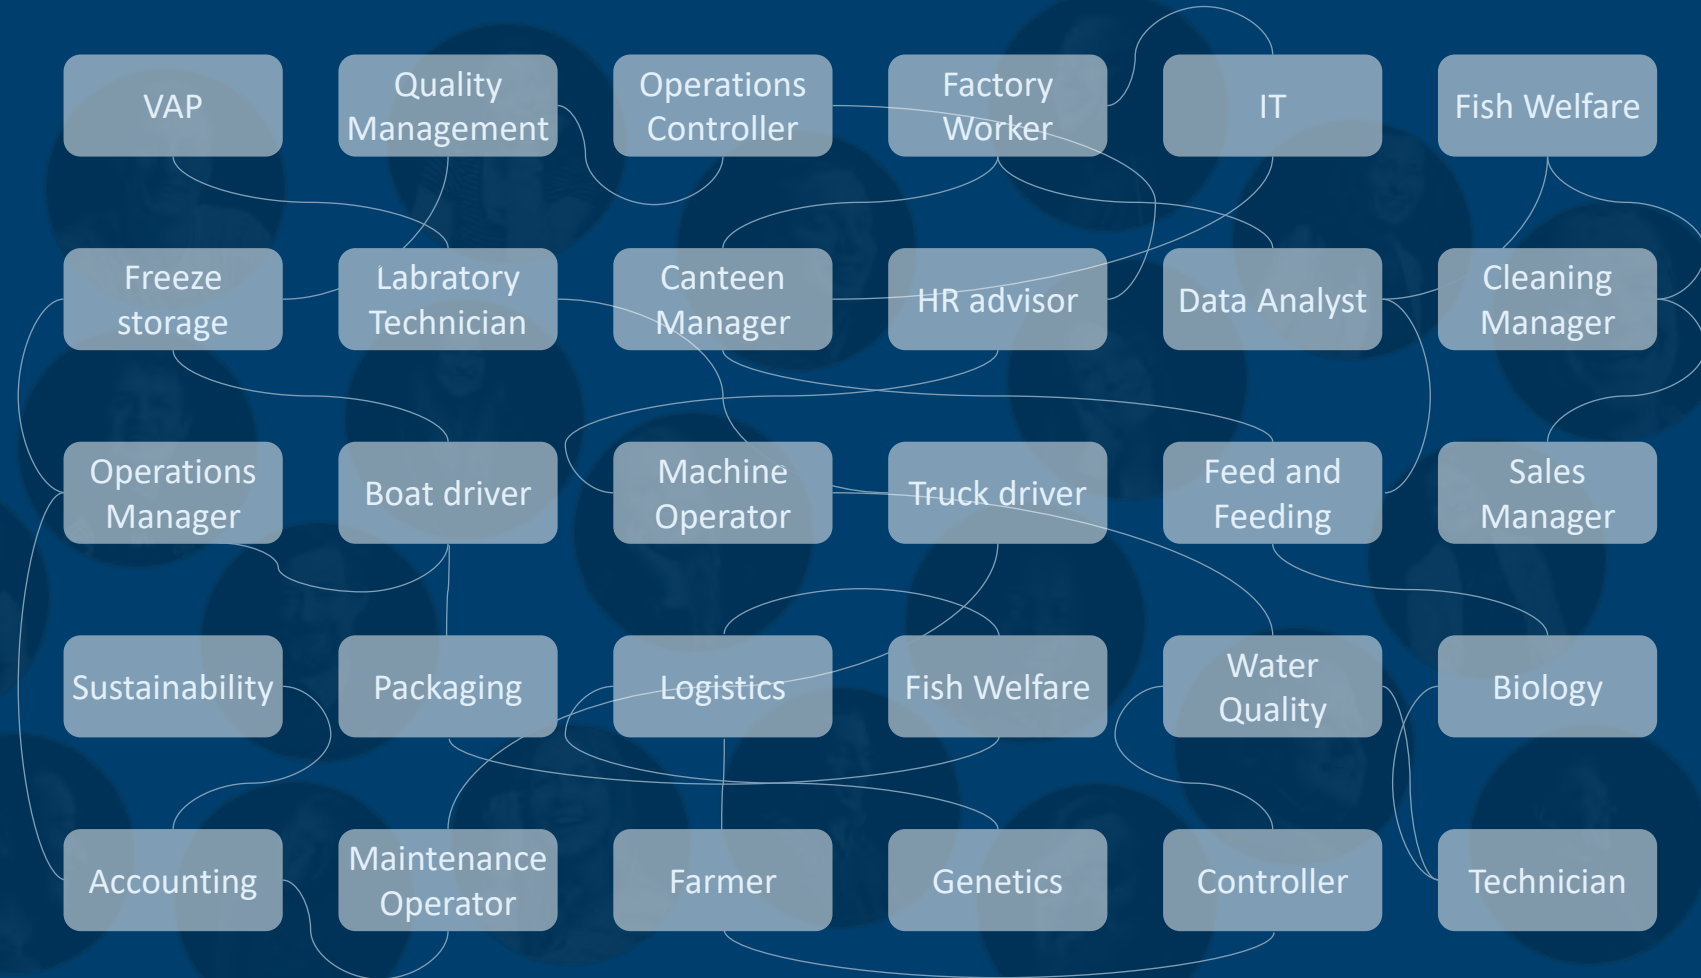 VAP
Quality
Management
Operations
Controller
Factory
Worker
IT
Fish Welfare
Freeze
storage
Labratory
Technician
Canteen
Manager
HR advisor
Data Analyst
Cleaning
Manager
Operations
Manager
Boat driver
Machine
Operator
Truck driver
Feed and
Feeding
Sales
Manager
Sustainability
Packaging
Logistics
Fish Welfare
Water
Quality
Biology
Accounting
Maintenance
Operator
Farmer
Genetics
Controller
Technician